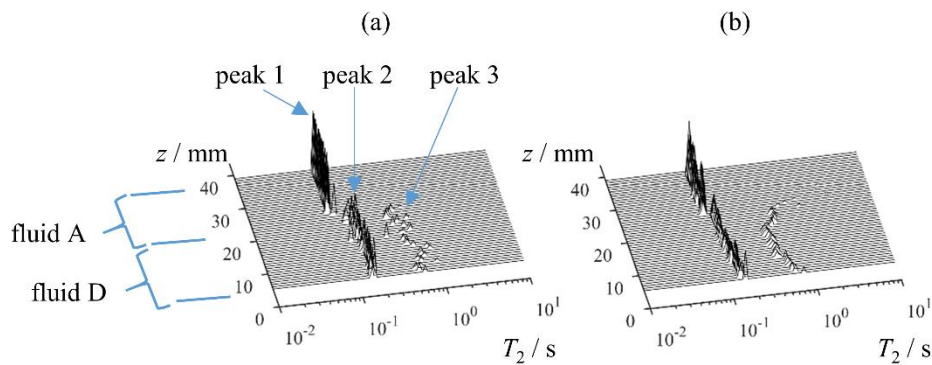 (a)
(b)
peak 1
peak 2
peak 3
z / mm
z / mm
40
30
20
10
0
fluid A
fluid D
10⁻²
10⁻¹
10⁰
10¹
T₂ / s
40
30
20
10
0
10⁻²
10⁻¹
10⁰
10¹
T₂ / s